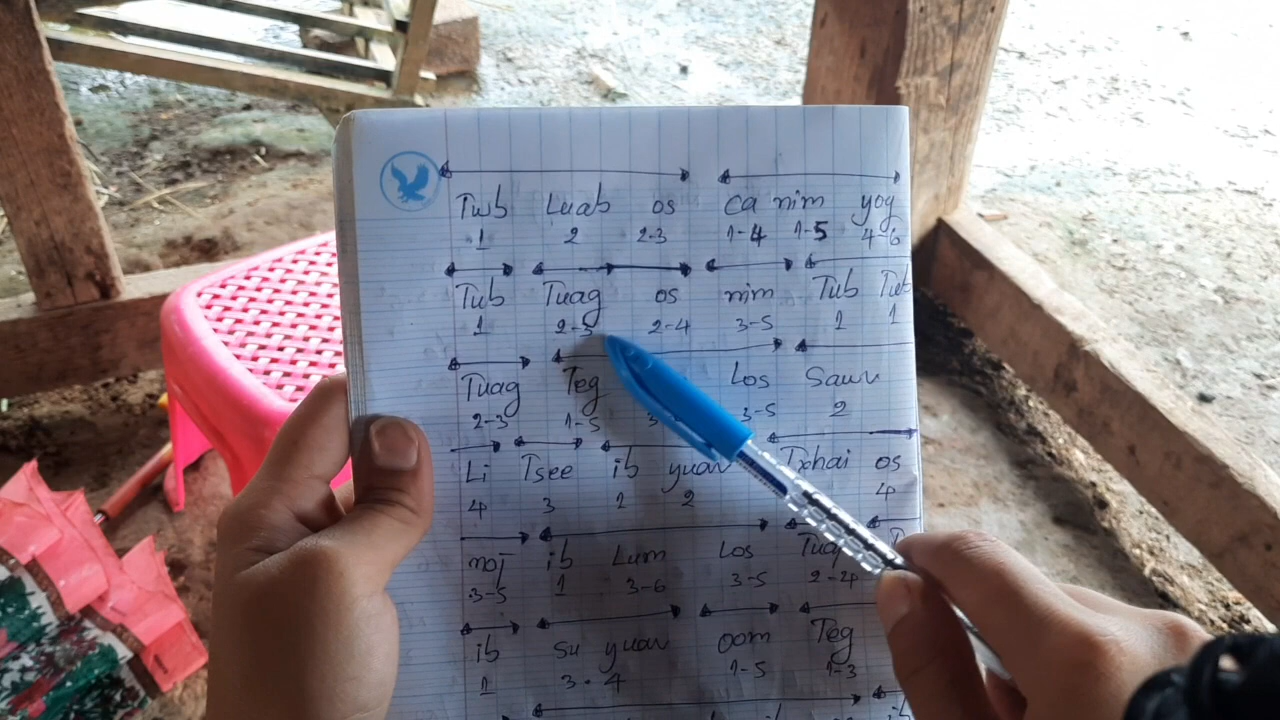 Twb Luab os ca nim yog
1 2 2-3 1-4 1-5 4-6
Tub Tuag os nim Tub Tub
1 2-3 2-4 3-5 1 1
Tuag Teg Los Sawv
2-3 1-5 3-5 2
Li Tsee ib yuav Txhai os
4 3 1 2 4
moj ib Lum Los
3-5 1 3-6 3-5 2-4
ib su yuav oom Teg
1 3-4 1-5 1-3